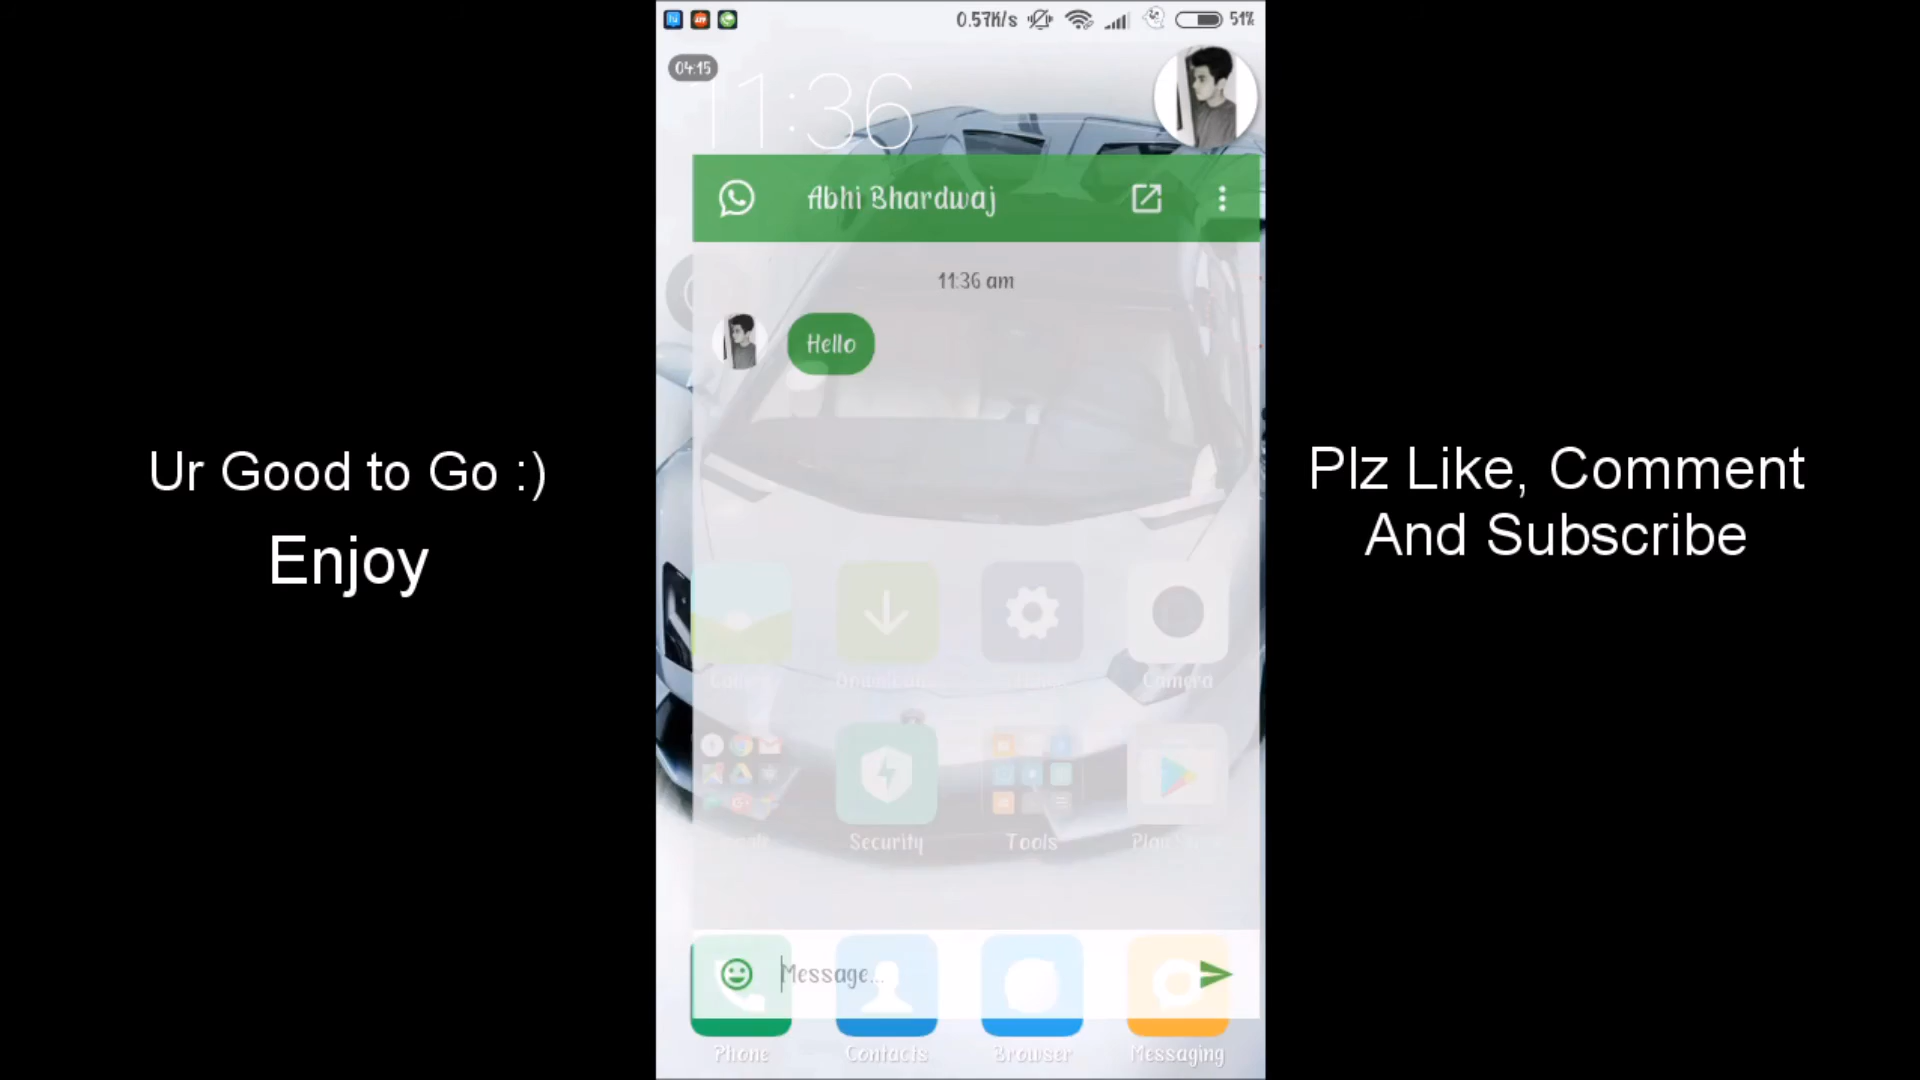 0.57K/s 51%
04:15
11:36
Abhi Bhardwaj
11:36 am
Hello
Ur Good to Go :)
Enjoy
Plz Like, Comment
And Subscribe
Camera
Security Tools
Message...
Phone Contacts Browser Messaging